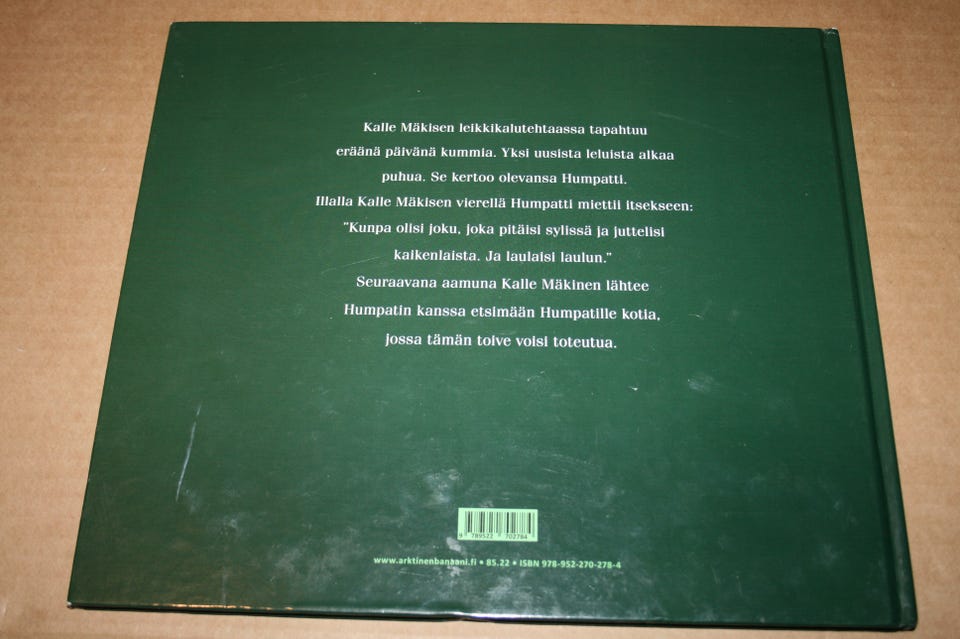 Kalle Mäkisen leikkikalutehtaassa tapahtuu
eräänä päivänä kummia. Yksi uusista leluista alkaa
puhua. Se kertoo olevansa Humpatti.
Illalla Kalle Mäkisen vierellä Humpatti miettii itsekseen:
”Kunpa olisi joku, joka pitäisi sylissä ja juttelisi
kaikenlaista. Ja laulaisi laulun.”
Seuraavana aamuna Kalle Mäkinen lähtee
Humpatin kanssa etsimään Humpatille kotia,
jossa tämän toive voisi toteutua.
9 789522 702784
www.arktinenbanaani.fi • 85.22 • ISBN 978-952-270-278-4